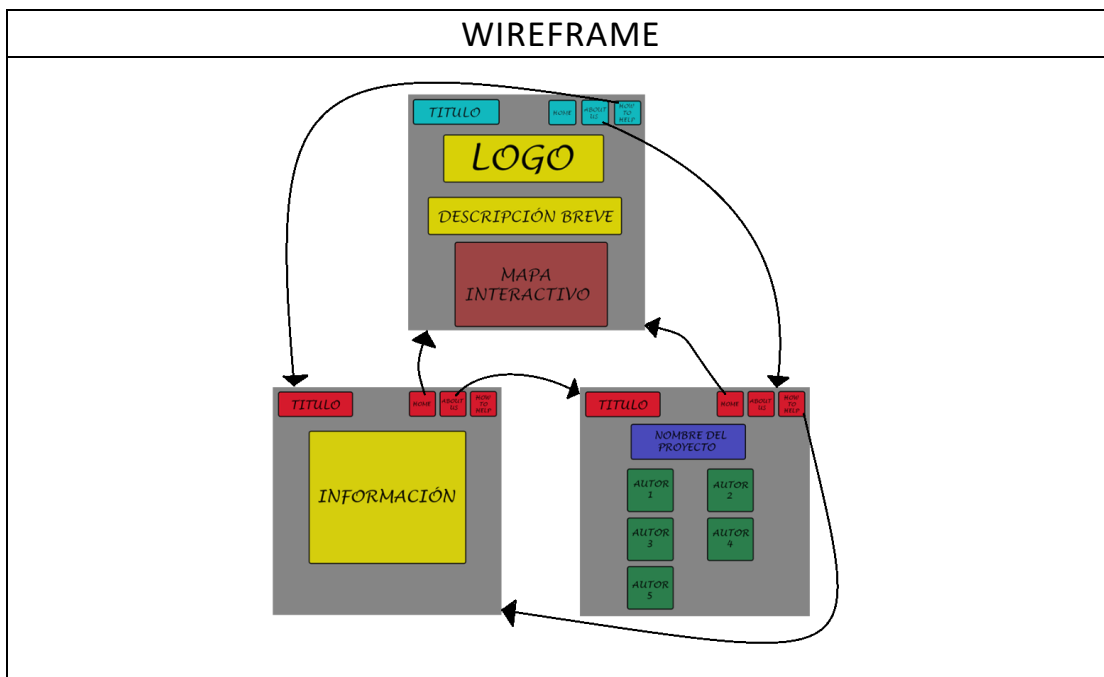 WIREFRAME
TITULO
HOME
ABOUT
US
HOW
TO
HELP
LOGO
DESCRIPCIÓN BREVE
MAPA
INTERACTIVO
TITULO
HOME
ABOUT
US
HOW
TO
HELP
INFORMACIÓN
TITULO
HOME
ABOUT
US
HOW
TO
HELP
NOMBRE DEL
PROYECTO
AUTOR
1
AUTOR
2
AUTOR
3
AUTOR
4
AUTOR
5